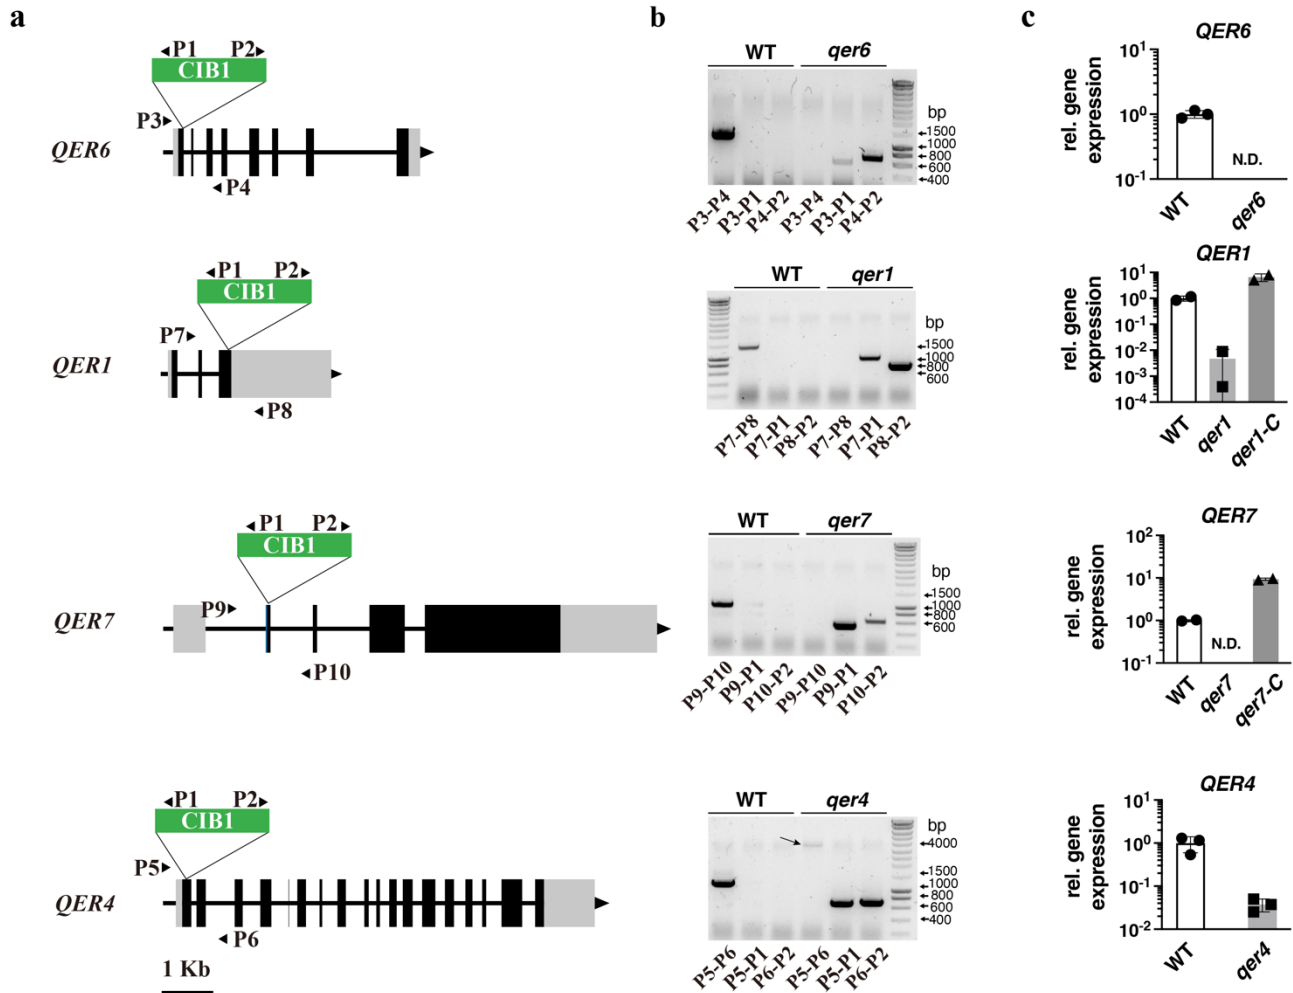 a
b
c
P1 P2
CIB1
P3
QER6
P4
WT qer6
bp
1500
1000
800
600
400
P3-P4
P3-P1
P4-P2
P3-P4
P3-P1
P4-P2
QER6
rel. gene
expression
10^1
10^0
10^-1
N.D.
WT
qer6
P1 P2
CIB1
P7
QER1
P8
WT qer1
bp
1500
1000
800
600
P7-P8
P7-P1
P8-P2
P7-P8
P7-P1
P8-P2
QER1
rel. gene
expression
10^1
10^0
10^-1
10^-2
10^-3
10^-4
WT
qer1
qer1-C
P1 P2
CIB1
P9
QER7
P10
WT qer7
bp
1500
1000
800
600
P9-P10
P9-P1
P10-P2
P9-P10
P9-P1
P10-P2
QER7
rel. gene
expression
10^2
10^1
10^0
10^-1
N.D.
WT
qer7
qer7-C
P1 P2
CIB1
P5
QER4
P6
1 Kb
WT qer4
bp
4000
1500
1000
800
600
400
P5-P6
P5-P1
P6-P2
P5-P6
P5-P1
P6-P2
QER4
rel. gene
expression
10^1
10^0
10^-1
10^-2
WT
qer4